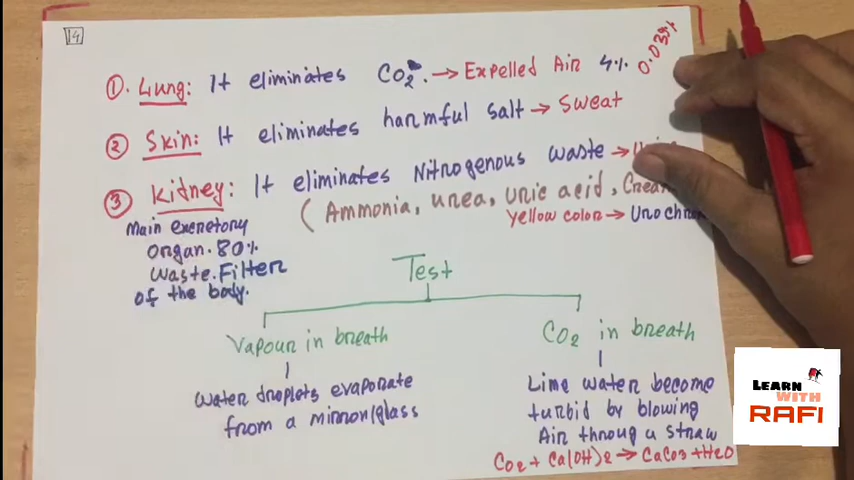 14
① Lung: It eliminates CO2. → Expelled Air 4%. 0.03%
② Skin: It eliminates harmful salt → Sweat
③ Kidney: It eliminates Nitrogenous waste →
(Ammonia, urea, uric acid,
Yellow color →
Main excretory
Organ. 80%
waste. Filter
of the body.
Test
Vapour in breath
Water droplets evaporate
from a mirror/glass
CO2 in breath
Lime water become
turbid by blowing
Air throug a straw
CO2 + Ca(OH)2 → CaCO3 + H2O
LEARN
WITH
RAFI